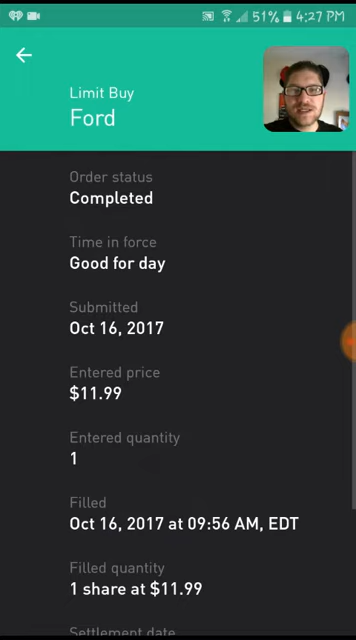 51% 4:27 PM
Limit Buy
Ford
Order status
Completed
Time in force
Good for day
Submitted
Oct 16, 2017
Entered price
$11.99
Entered quantity
1
Filled
Oct 16, 2017 at 09:56 AM, EDT
Filled quantity
1 share at $11.99
Settlement date